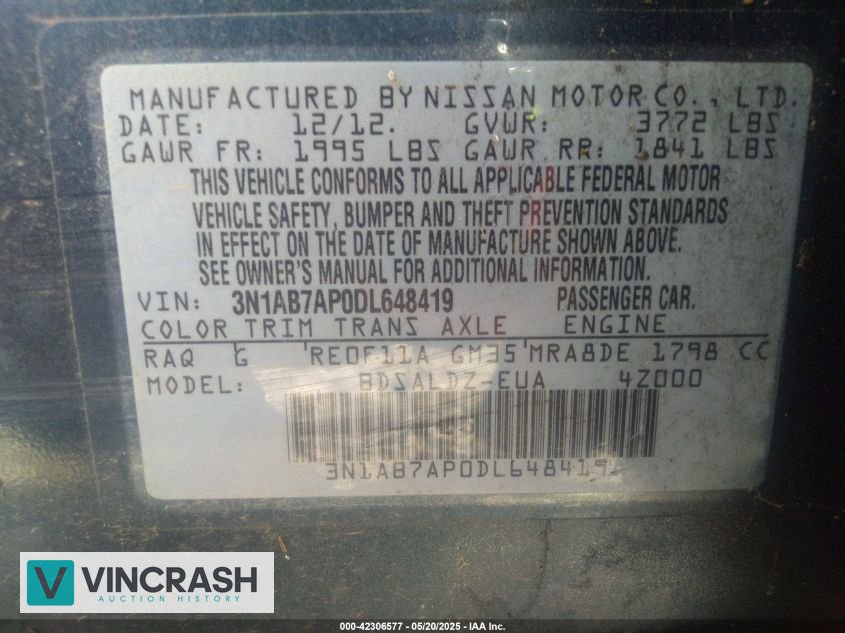 MANUFACTURED BY NISSAN MOTOR CO., LTD.
DATE: 12/12. GVWR: 3772 LBS
GAWR FR: 1995 LBS GAWR RR: 1841 LBS
THIS VEHICLE CONFORMS TO ALL APPLICABLE FEDERAL MOTOR
VEHICLE SAFETY, BUMPER AND THEFT PREVENTION STANDARDS
IN EFFECT ON THE DATE OF MANUFACTURE SHOWN ABOVE.
SEE OWNER'S MANUAL FOR ADDITIONAL INFORMATION.
VIN: 3N1AB7AP0DL648419 PASSENGER CAR.
COLOR TRIM TRANS AXLE ENGINE
RAQ G RE0F11A GM35 MRA8DE 1798 CC
MODEL: BDSALDZ-EUA 4Z000
3N1AB7AP0DL648419
V VINCRASH
AUCTION HISTORY
000-42306577 - 05/20/2025 - IAA Inc.